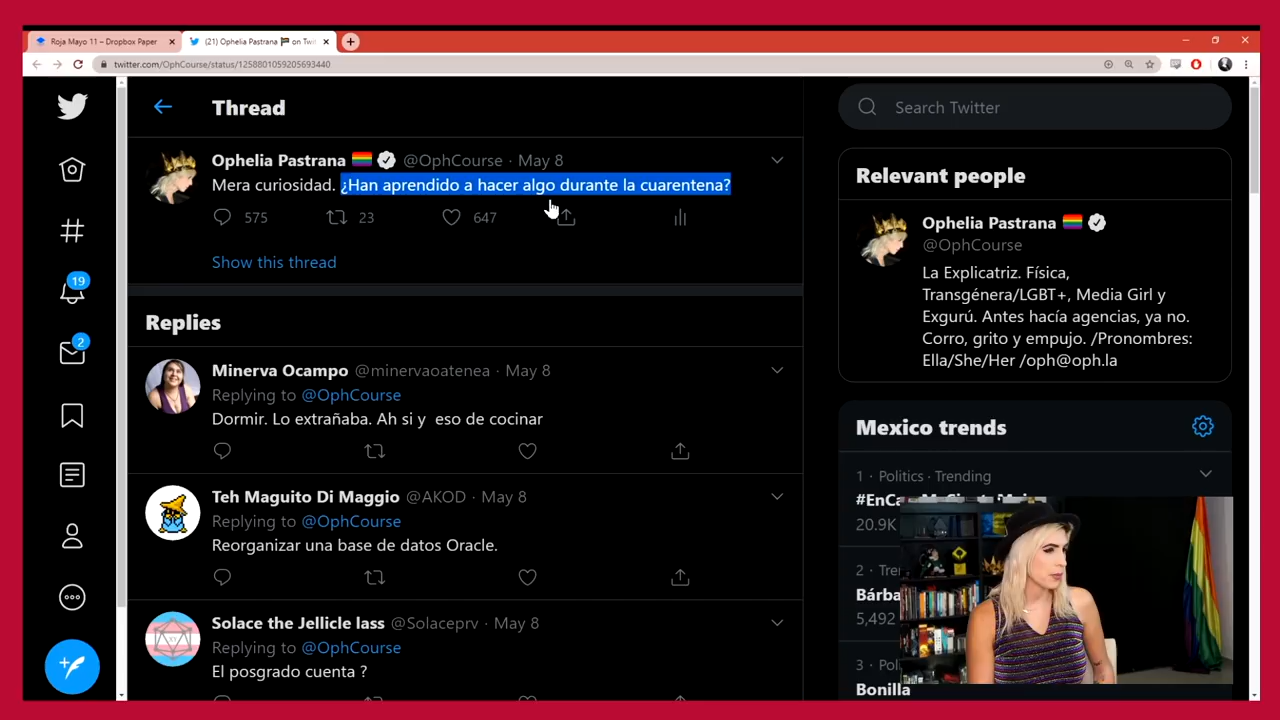 Roja Mayo 11 – Dropbox Paper
(21) Ophelia Pastrana 🏴 on Twi
twitter.com/OphCourse/status/1258801059205693440
Thread
Search Twitter
Ophelia Pastrana 🏳️‍🌈 @OphCourse · May 8
Mera curiosidad. ¿Han aprendido a hacer algo durante la cuarentena?
575 23 647
Show this thread
Replies
Minerva Ocampo @minervaoatenea · May 8
Replying to @OphCourse
Dormir. Lo extrañaba. Ah si y eso de cocinar
Teh Maguito Di Maggio @AKOD · May 8
Replying to @OphCourse
Reorganizar una base de datos Oracle.
Solace the Jellicle lass @Solaceprv · May 8
Replying to @OphCourse
El posgrado cuenta ?
19
2
Relevant people
Ophelia Pastrana 🏳️‍🌈
@OphCourse
La Explicatriz. Física,
Transgénera/LGBT+, Media Girl y
Exgurú. Antes hacía agencias, ya no.
Corro, grito y empujo. /Pronombres:
Ella/She/Her /oph@oph.la
Mexico trends
1 · Politics · Trending
20.9K
2 · Tre
Bárba
5,492
3 · Pol
Bonilla